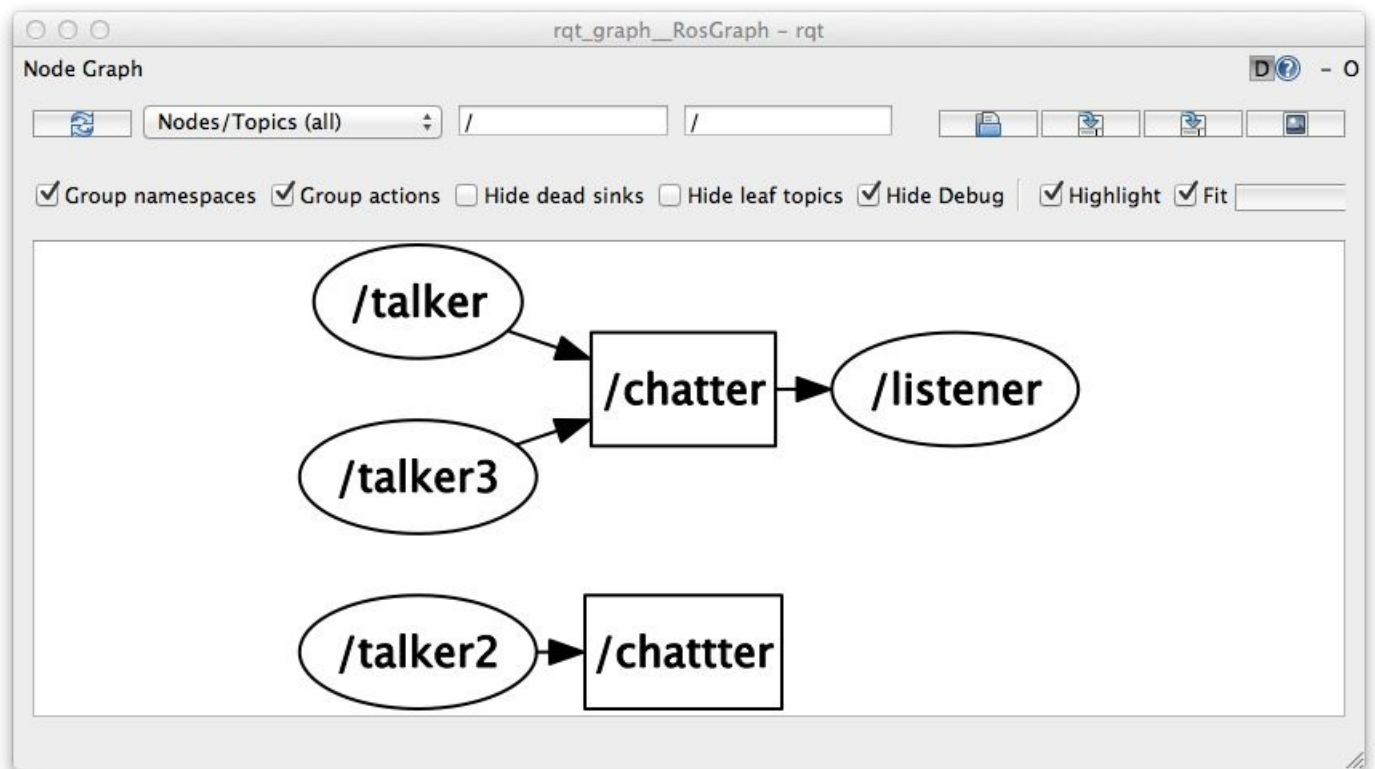 rqt_graph__RosGraph - rqt
Node Graph D ? - O
Nodes/Topics (all) / /
Group namespaces Group actions Hide dead sinks Hide leaf topics Hide Debug Highlight Fit
/talker
/chatter /listener
/talker3
/talker2 /chattter